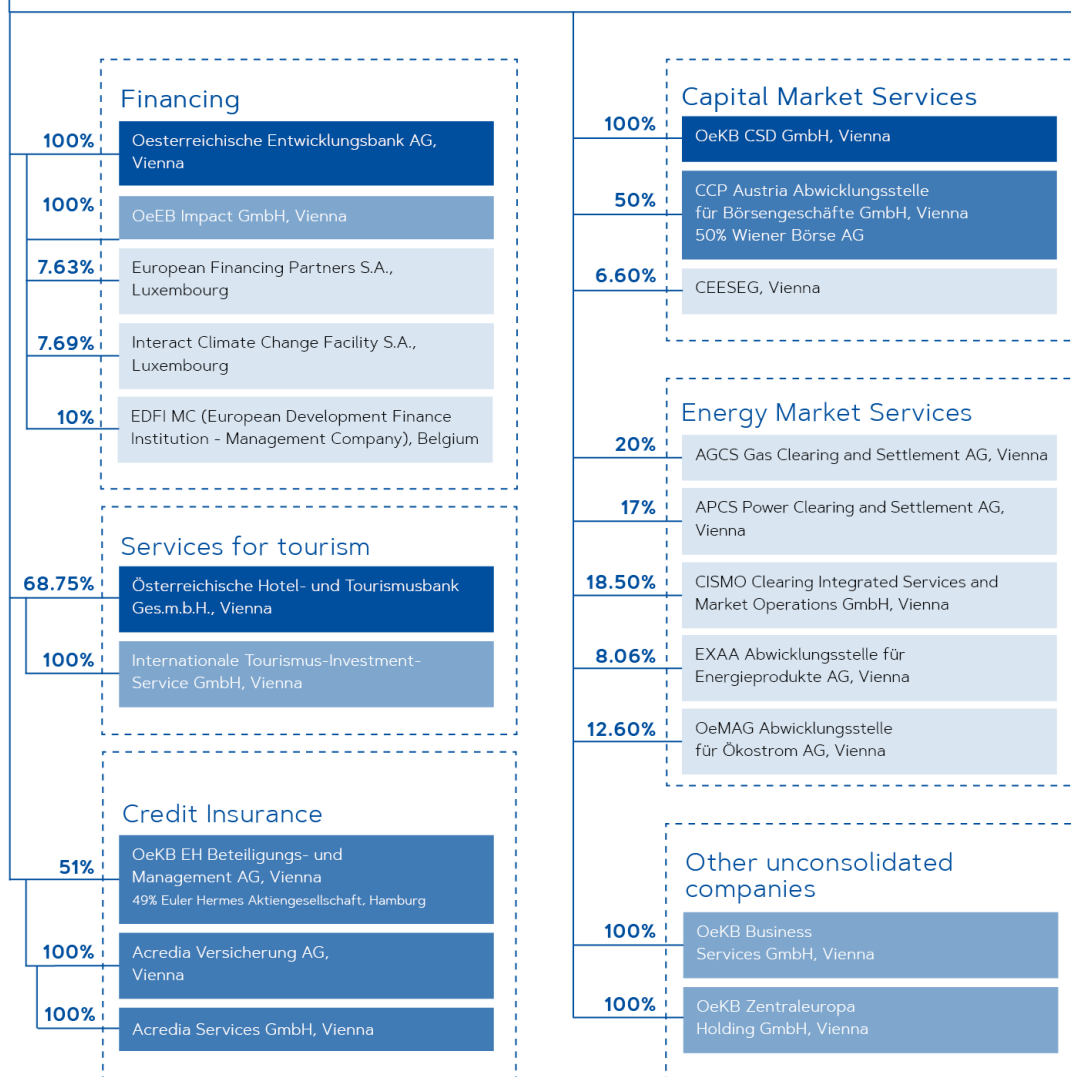 Financing
100%
Oesterreichische Entwicklungsbank AG,
Vienna
100%
OeEB Impact GmbH, Vienna
7.63%
European Financing Partners S.A.,
Luxembourg
7.69%
Interact Climate Change Facility S.A.,
Luxembourg
10%
EDFI MC (European Development Finance
Institution - Management Company), Belgium
Services for tourism
68.75%
Österreichische Hotel- und Tourismusbank
Ges.m.b.H., Vienna
100%
Internationale Tourismus-Investment-
Service GmbH, Vienna
Credit Insurance
51%
OeKB EH Beteiligungs- und
Management AG, Vienna
49% Euler Hermes Aktiengesellschaft, Hamburg
100%
Acredia Versicherung AG,
Vienna
100%
Acredia Services GmbH, Vienna
Capital Market Services
100%
OeKB CSD GmbH, Vienna
50%
CCP Austria Abwicklungsstelle
für Börsengeschäfte GmbH, Vienna
50% Wiener Börse AG
6.60%
CEESEG, Vienna
Energy Market Services
20%
AGCS Gas Clearing and Settlement AG, Vienna
17%
APCS Power Clearing and Settlement AG,
Vienna
18.50%
CISMO Clearing Integrated Services and
Market Operations GmbH, Vienna
8.06%
EXAA Abwicklungsstelle für
Energieprodukte AG, Vienna
12.60%
OeMAG Abwicklungsstelle
für Ökostrom AG, Vienna
Other unconsolidated
companies
100%
OeKB Business
Services GmbH, Vienna
100%
OeKB Zentraleuropa
Holding GmbH, Vienna